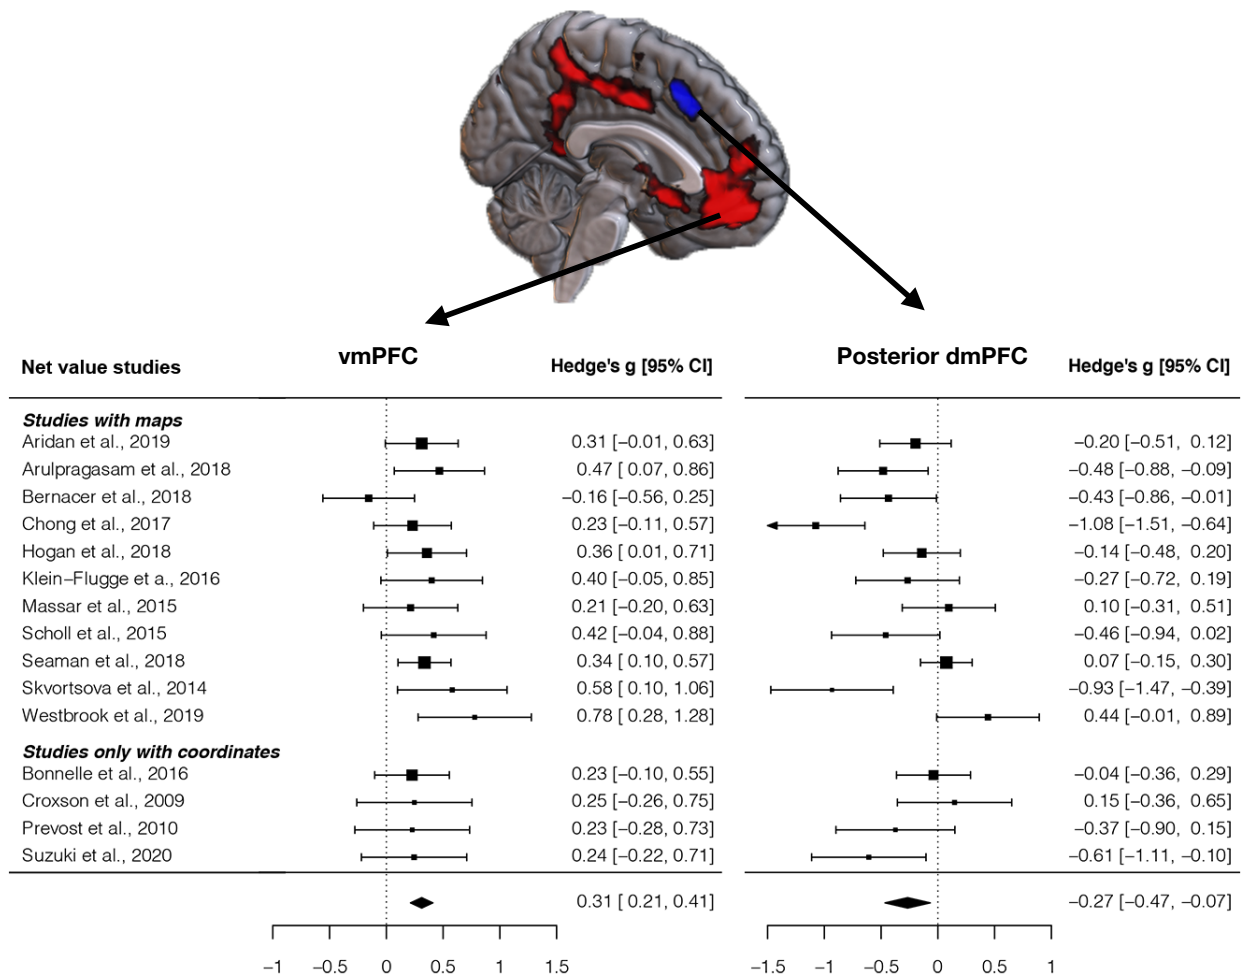 vmPFC
Posterior dmPFC
Net value studies Hedge's g [95% CI] Hedge's g [95% CI]
Studies with maps
Aridan et al., 2019 0.31 [−0.01, 0.63] −0.20 [−0.51, 0.12]
Arulpragasam et al., 2018 0.47 [ 0.07, 0.86] −0.48 [−0.88, −0.09]
Bernacer et al., 2018 −0.16 [−0.56, 0.25] −0.43 [−0.86, −0.01]
Chong et al., 2017 0.23 [−0.11, 0.57] −1.08 [−1.51, −0.64]
Hogan et al., 2018 0.36 [ 0.01, 0.71] −0.14 [−0.48, 0.20]
Klein−Flugge et a., 2016 0.40 [−0.05, 0.85] −0.27 [−0.72, 0.19]
Massar et al., 2015 0.21 [−0.20, 0.63] 0.10 [−0.31, 0.51]
Scholl et al., 2015 0.42 [−0.04, 0.88] −0.46 [−0.94, 0.02]
Seaman et al., 2018 0.34 [ 0.10, 0.57] 0.07 [−0.15, 0.30]
Skvortsova et al., 2014 0.58 [ 0.10, 1.06] −0.93 [−1.47, −0.39]
Westbrook et al., 2019 0.78 [ 0.28, 1.28] 0.44 [−0.01, 0.89]
Studies only with coordinates
Bonnelle et al., 2016 0.23 [−0.10, 0.55] −0.04 [−0.36, 0.29]
Croxson et al., 2009 0.25 [−0.26, 0.75] 0.15 [−0.36, 0.65]
Prevost et al., 2010 0.23 [−0.28, 0.73] −0.37 [−0.90, 0.15]
Suzuki et al., 2020 0.24 [−0.22, 0.71] −0.61 [−1.11, −0.10]
0.31 [ 0.21, 0.41] −0.27 [−0.47, −0.07]
−1 −0.5 0 0.5 1 1.5 −1.5 −1 −0.5 0 0.5 1